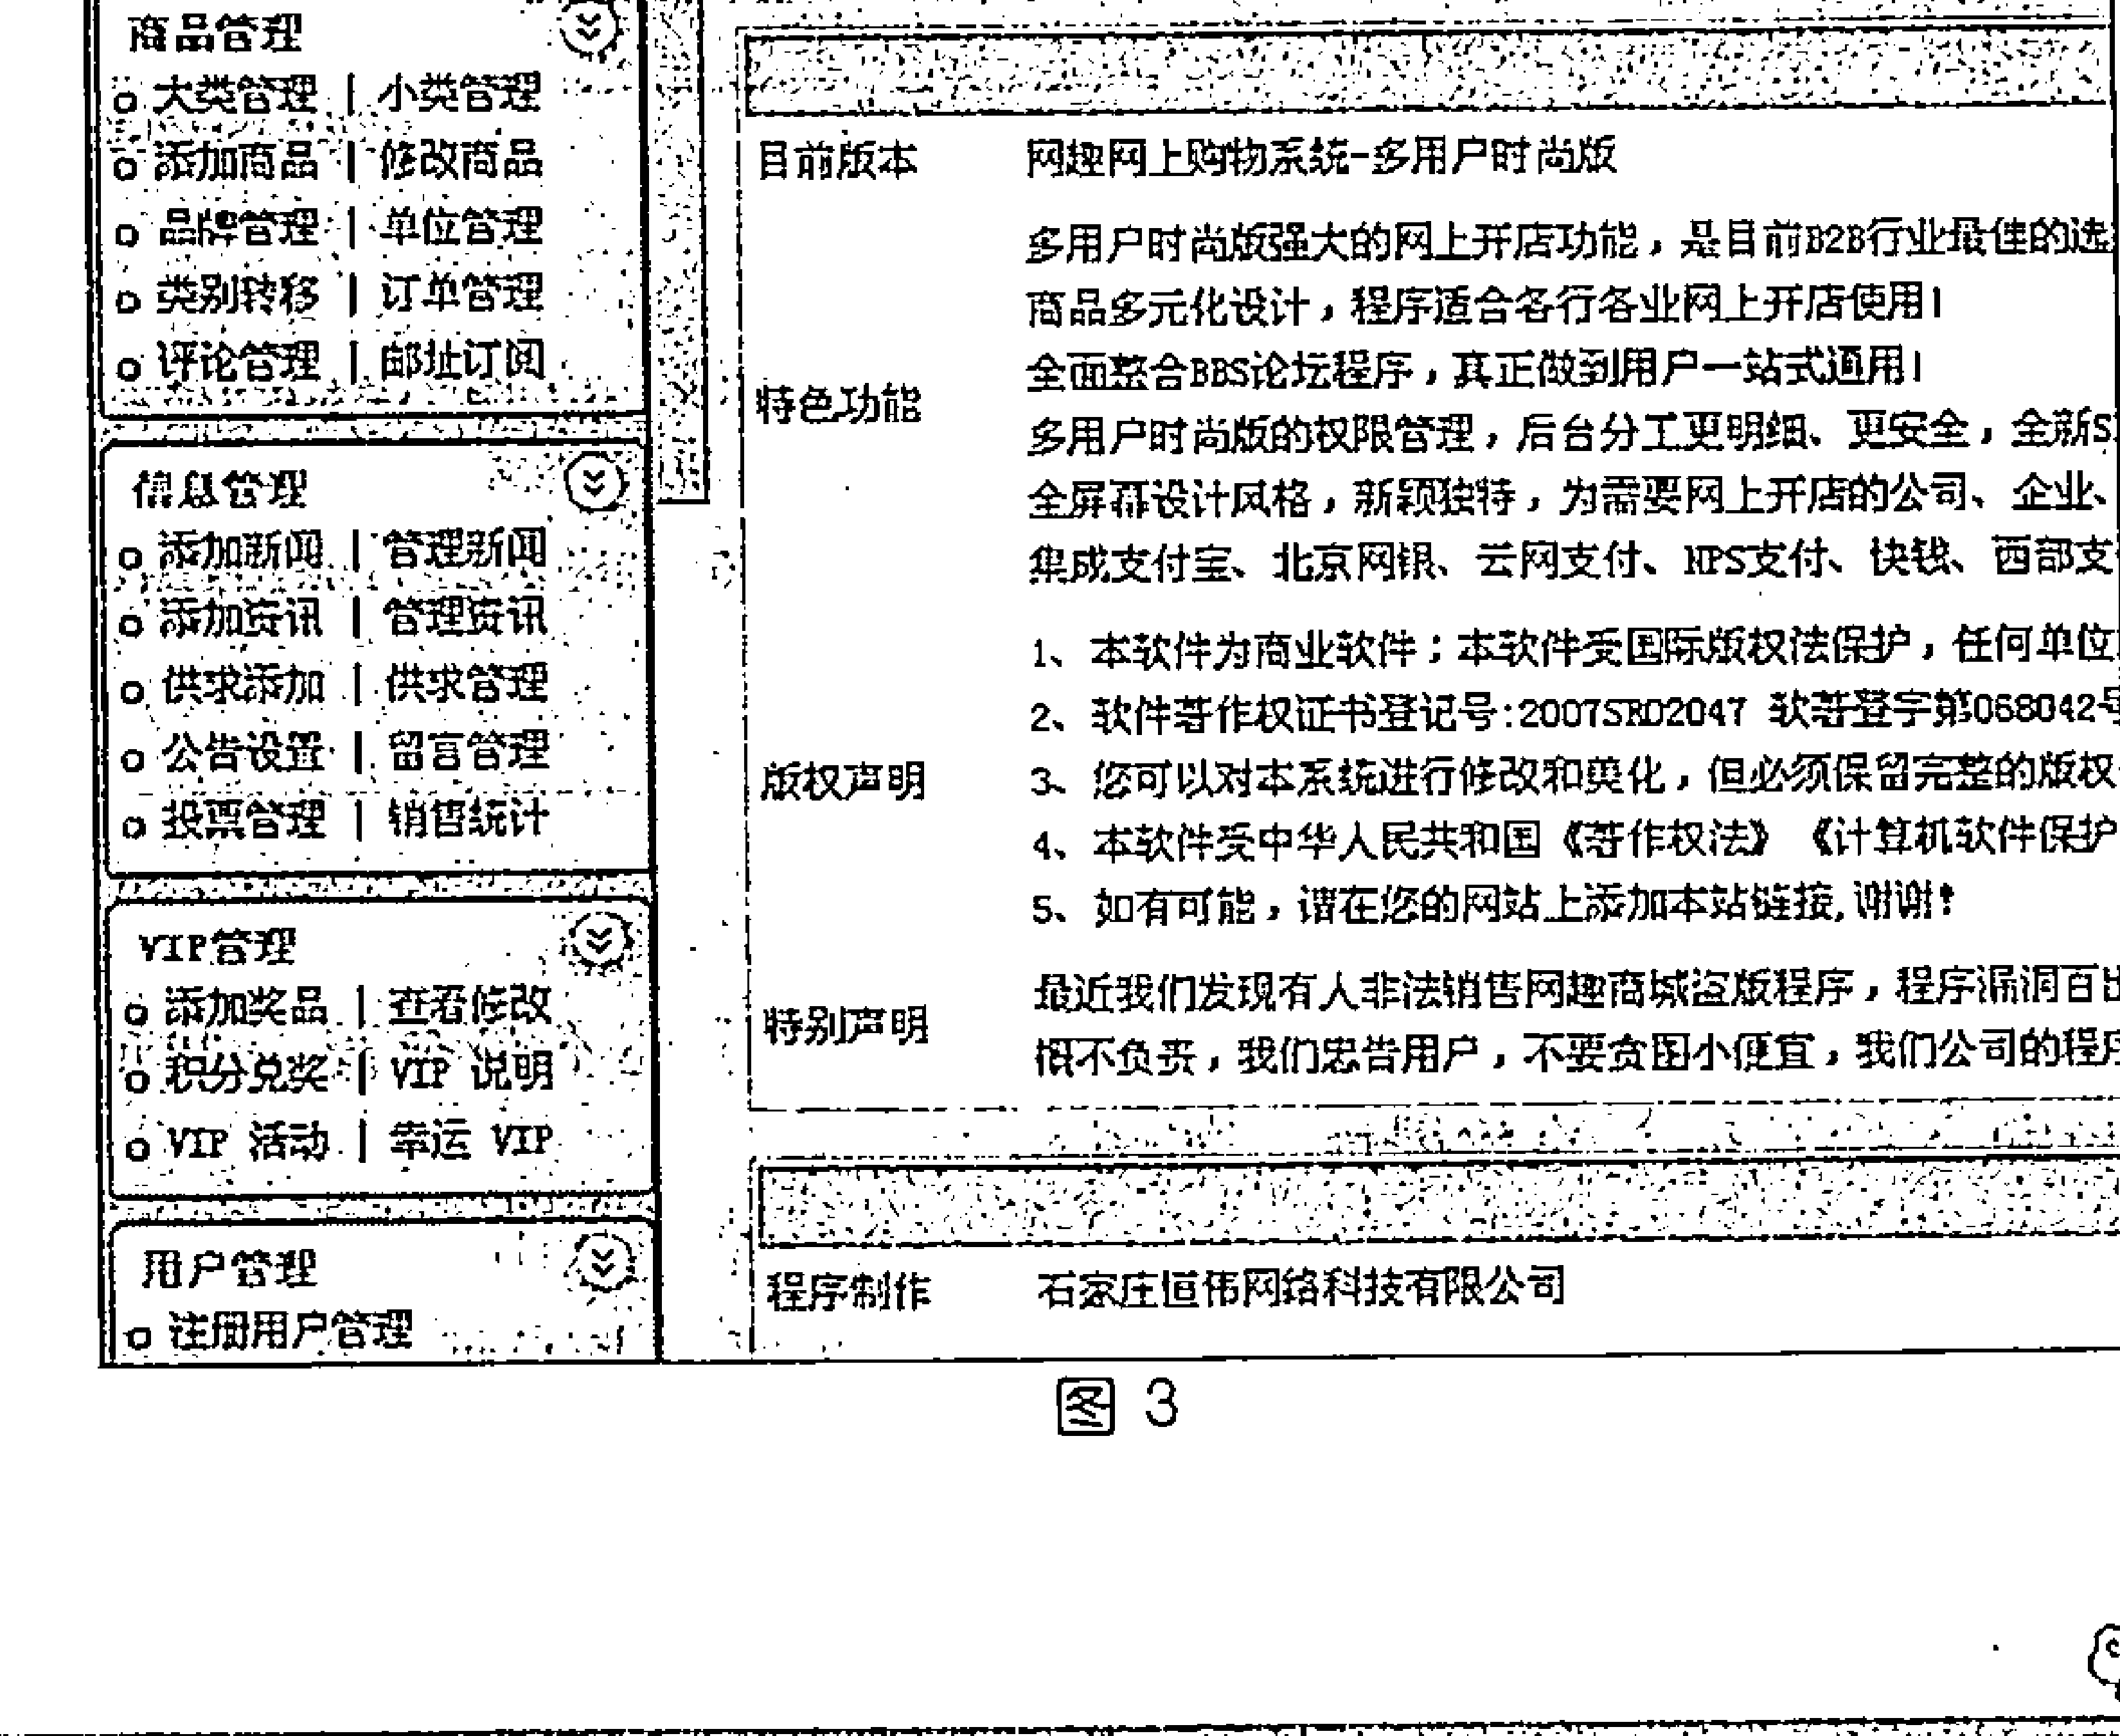 商品管理
大类管理 | 小类管理
添加商品 | 修改商品
品牌管理 | 单位管理
类别转移 | 订单管理
评论管理 | 邮址订阅
信息管理
添加新闻 | 管理新闻
添加资讯 | 管理资讯
供求添加 | 供求管理
公告设置 | 留言管理
投票管理 | 销售统计
VIP管理
添加奖品 | 查看修改
积分兑奖 | VIP 说明
VIP 活动 | 幸运 VIP
用户管理
注册用户管理
目前版本
网趣网上购物系统-多用户时尚版
特色功能
多用户时尚版强大的网上开店功能，是目前B2B行业最佳的选
商品多元化设计，程序适合各行各业网上开店使用!
全面整合BBS论坛程序，真正做到用户一站式通用!
多用户时尚版的权限管理，后台分工更明细、更安全，全新S
全屏幕设计风格，新颖独特，为需要网上开店的公司、企业、
集成支付宝、北京网银、云网支付、NPS支付、快钱、西部支
版权声明
1、本软件为商业软件；本软件受国际版权法保护，任何单位
2、软件著作权证书登记号:2007SR02047 软著登字第068042号
3、您可以对本系统进行修改和美化，但必须保留完整的版权
4、本软件受中华人民共和国《著作权法》《计算机软件保护
5、如有可能，请在您的网站上添加本站链接,谢谢!
特别声明
最近我们发现有人非法销售网趣商城盗版程序，程序漏洞百出
概不负责，我们忠告用户，不要贪图小便宜，我们公司的程序
程序制作
石家庄恒伟网络科技有限公司
图 3